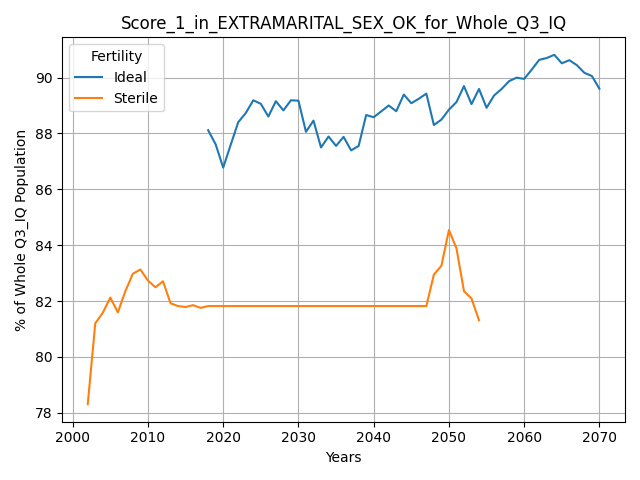 Score_1_in_EXTRAMARITAL_SEX_OK_for_Whole_Q3_IQ
Fertility
Ideal
Sterile
% of Whole Q3_IQ Population
90
88
86
84
82
80
78
2000 2010 2020 2030 2040 2050 2060 2070
Years